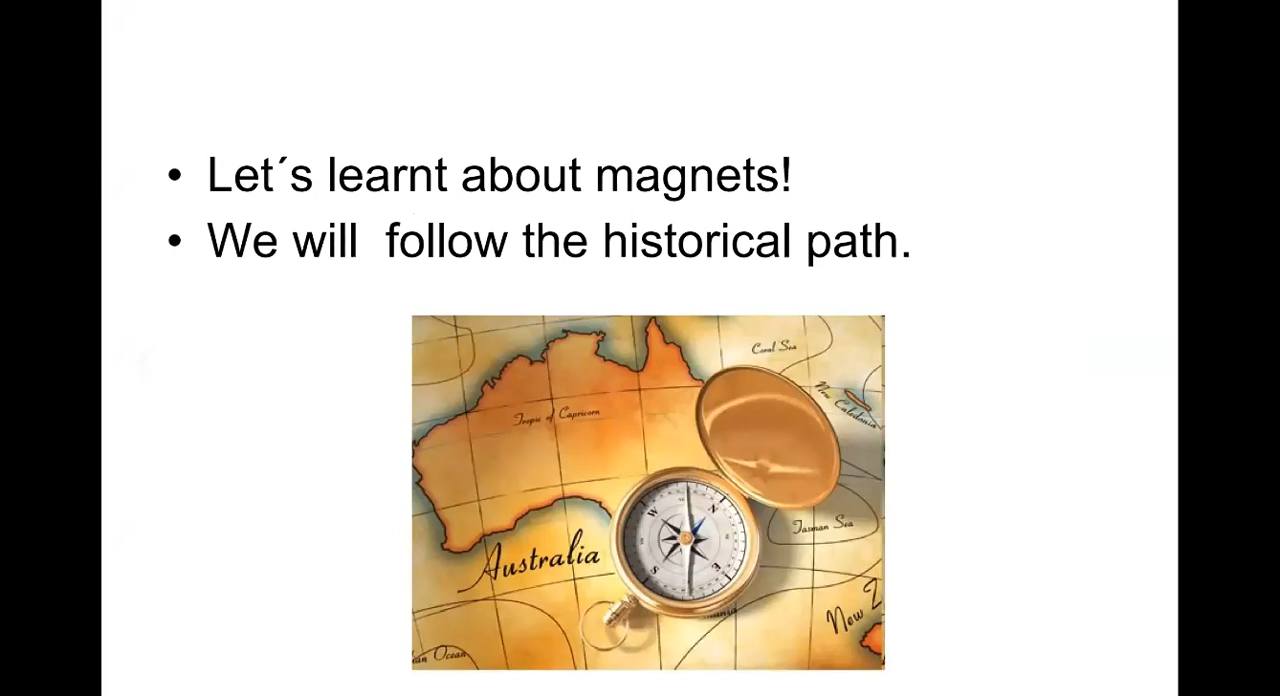 • Let´s learnt about magnets!
• We will  follow the historical path.
Coral Sea
New Caledonia
Tropic of Capricorn
N
W
E
S
Tasman Sea
Australia
New Z
Ocean